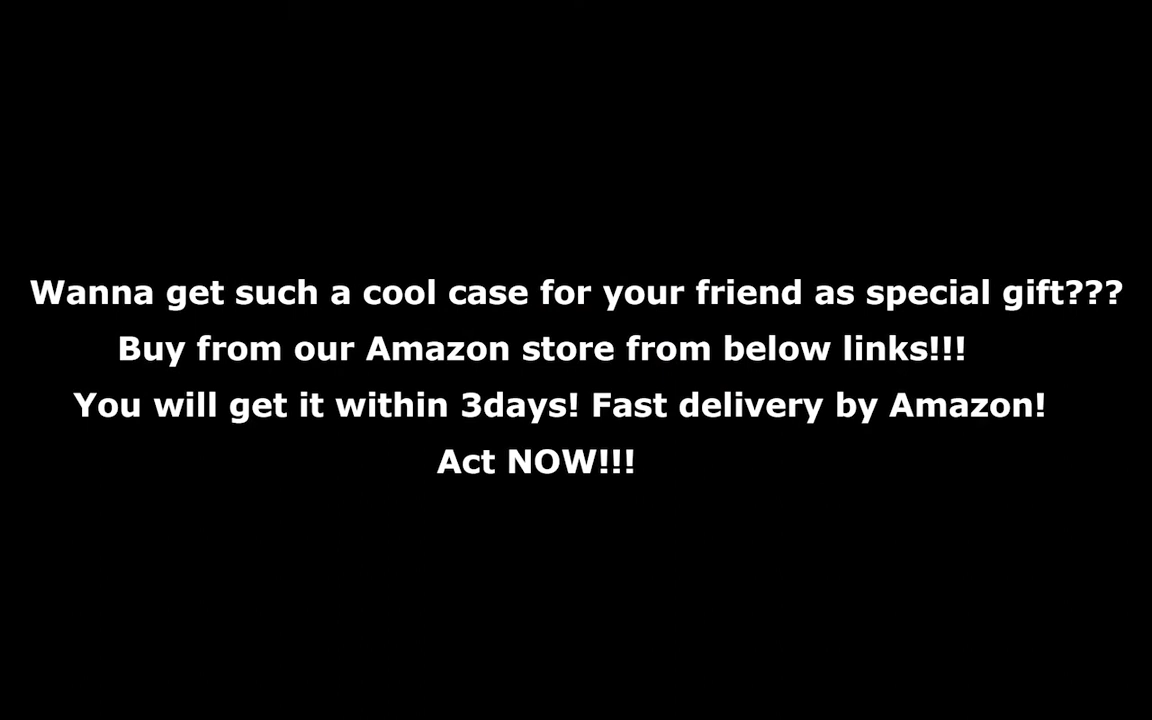 Wanna get such a cool case for your friend as special gift???
Buy from our Amazon store from below links!!!
You will get it within 3days! Fast delivery by Amazon!
Act NOW!!!